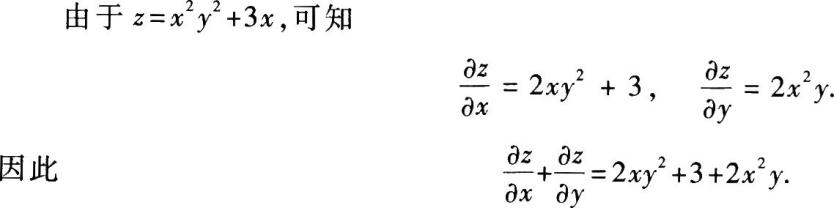 由于 z=x²y²+3x,可知
∂z/∂x = 2xy² + 3, ∂z/∂y = 2x²y.
因此 ∂z/∂x+∂z/∂y=2xy²+3+2x²y.